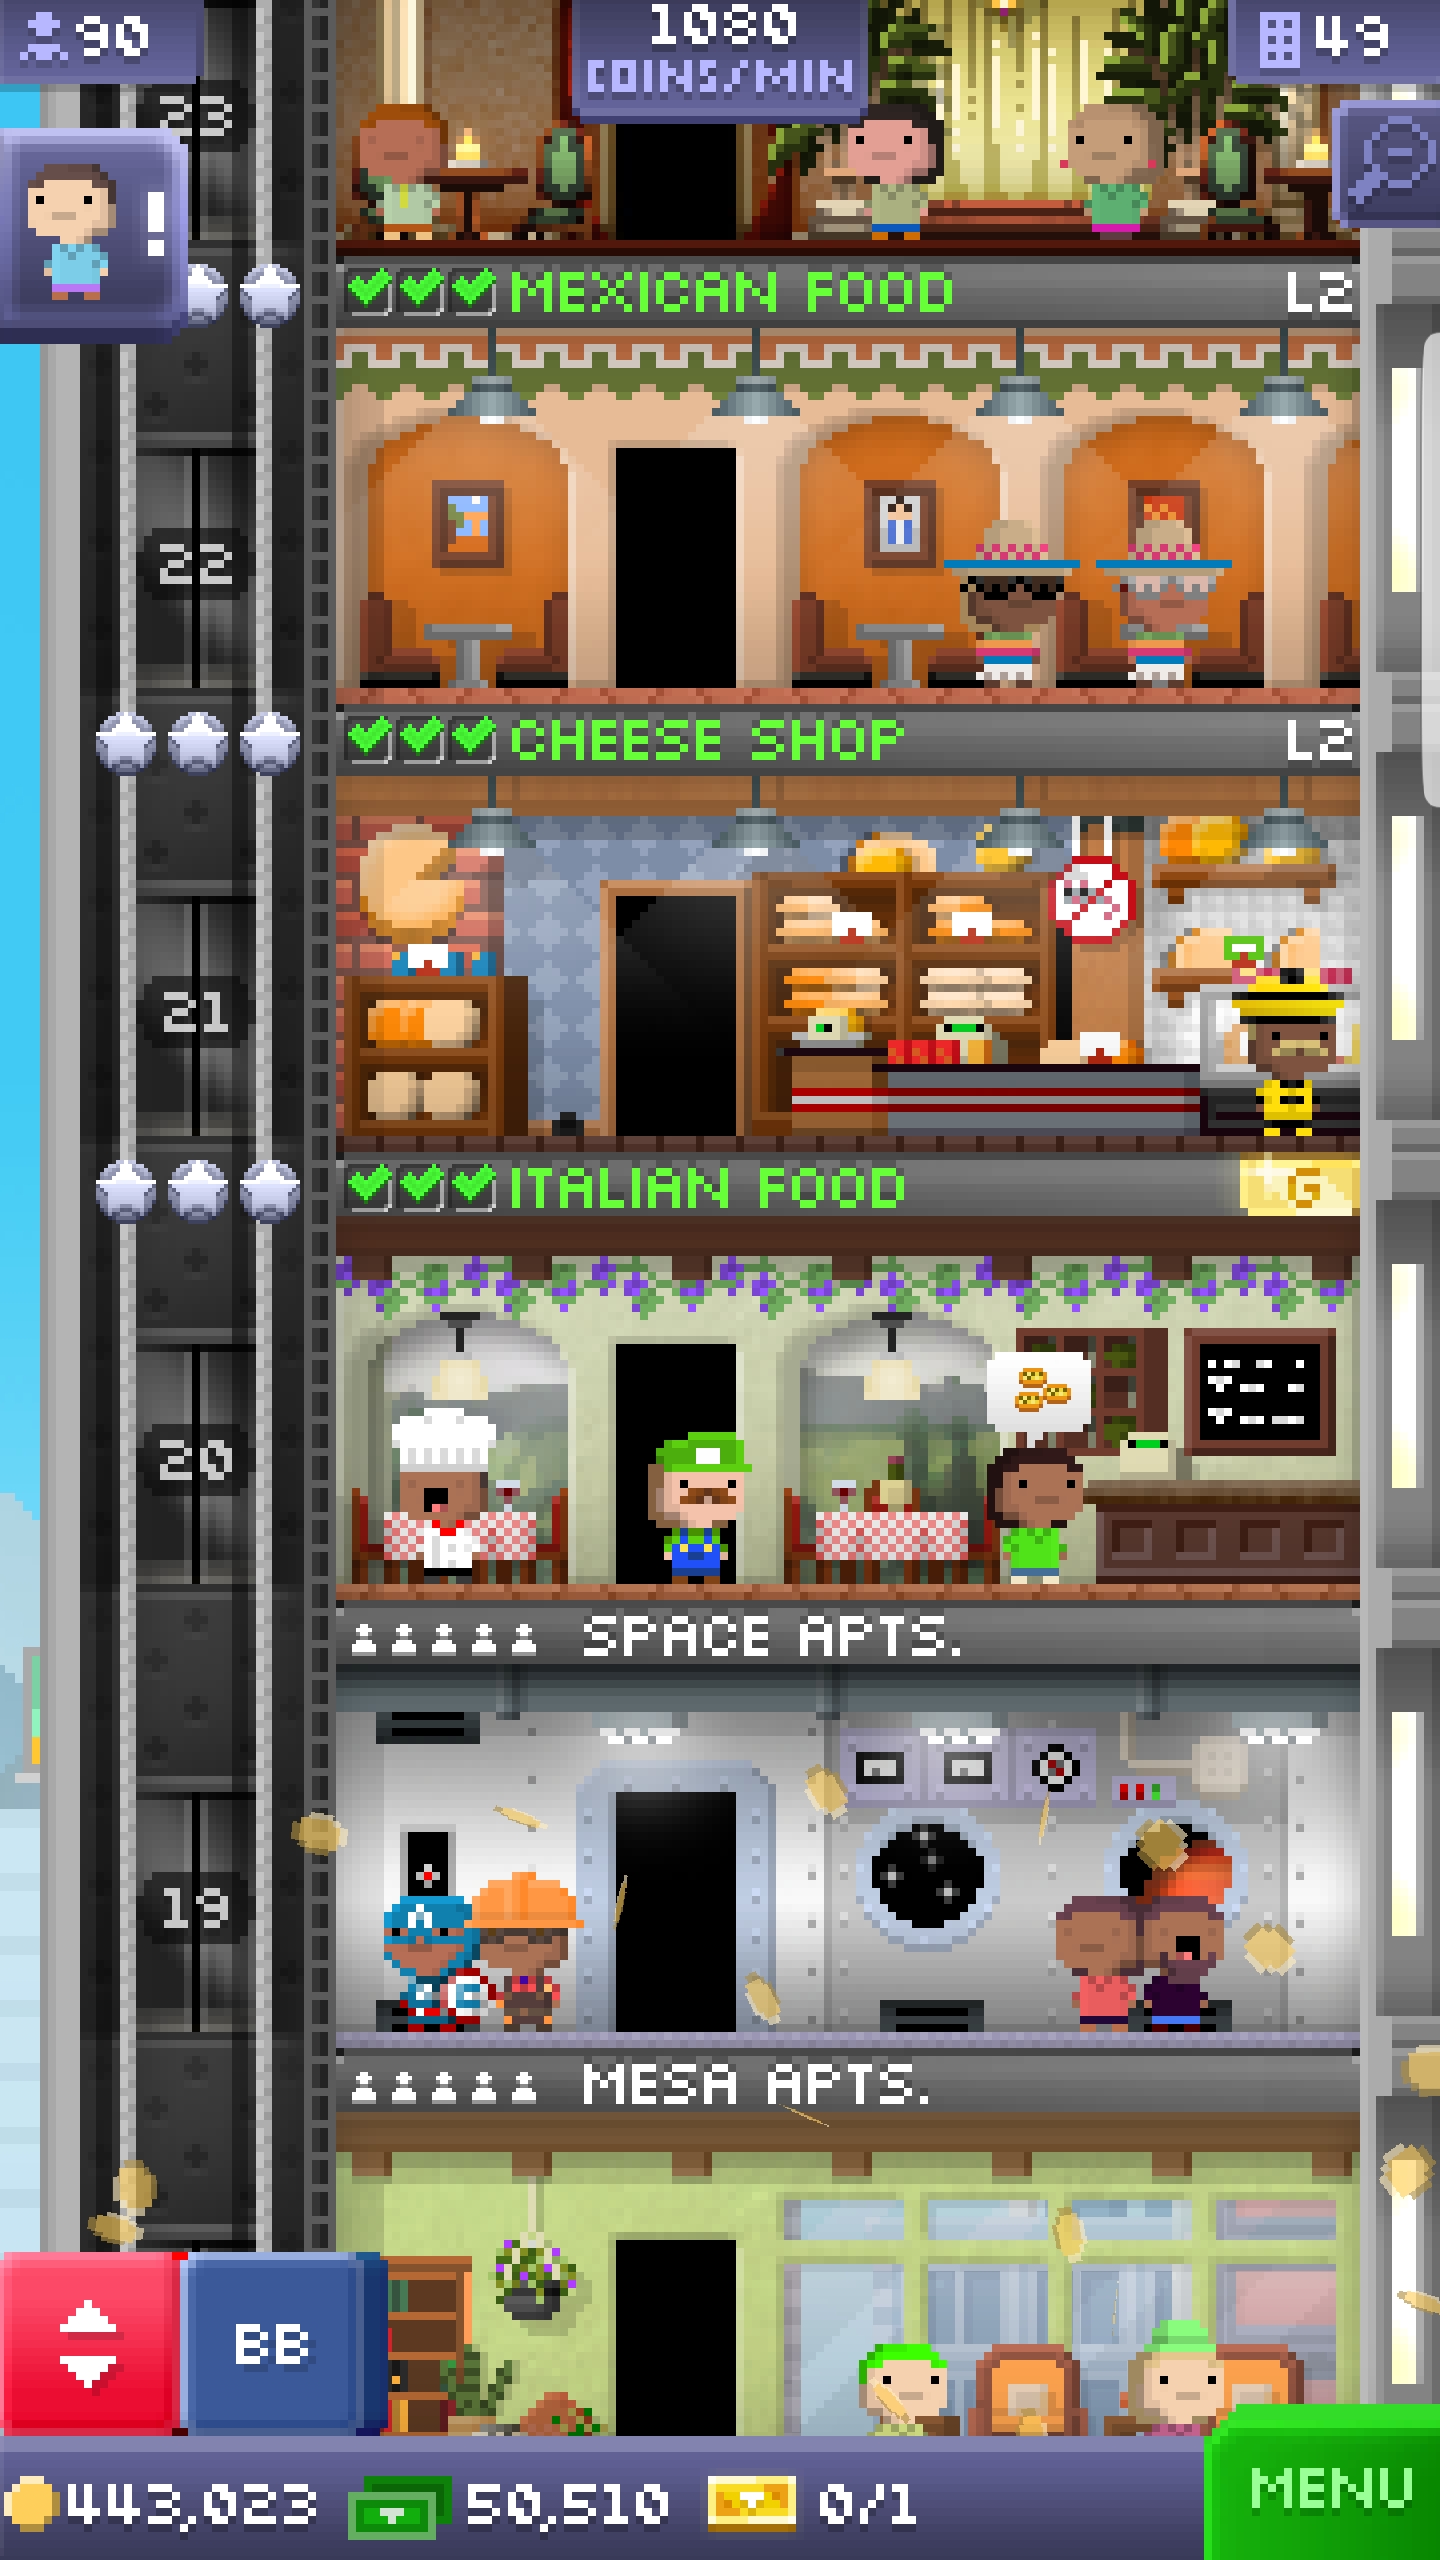 90
1080
COINS/MIN
49
23
!
MEXICAN FOOD
L2
22
CHEESE SHOP
L2
21
ITALIAN FOOD
G
20
SPACE APTS.
A
C
19
MESA APTS.
BB
443,023
50,510
0/1
MENU